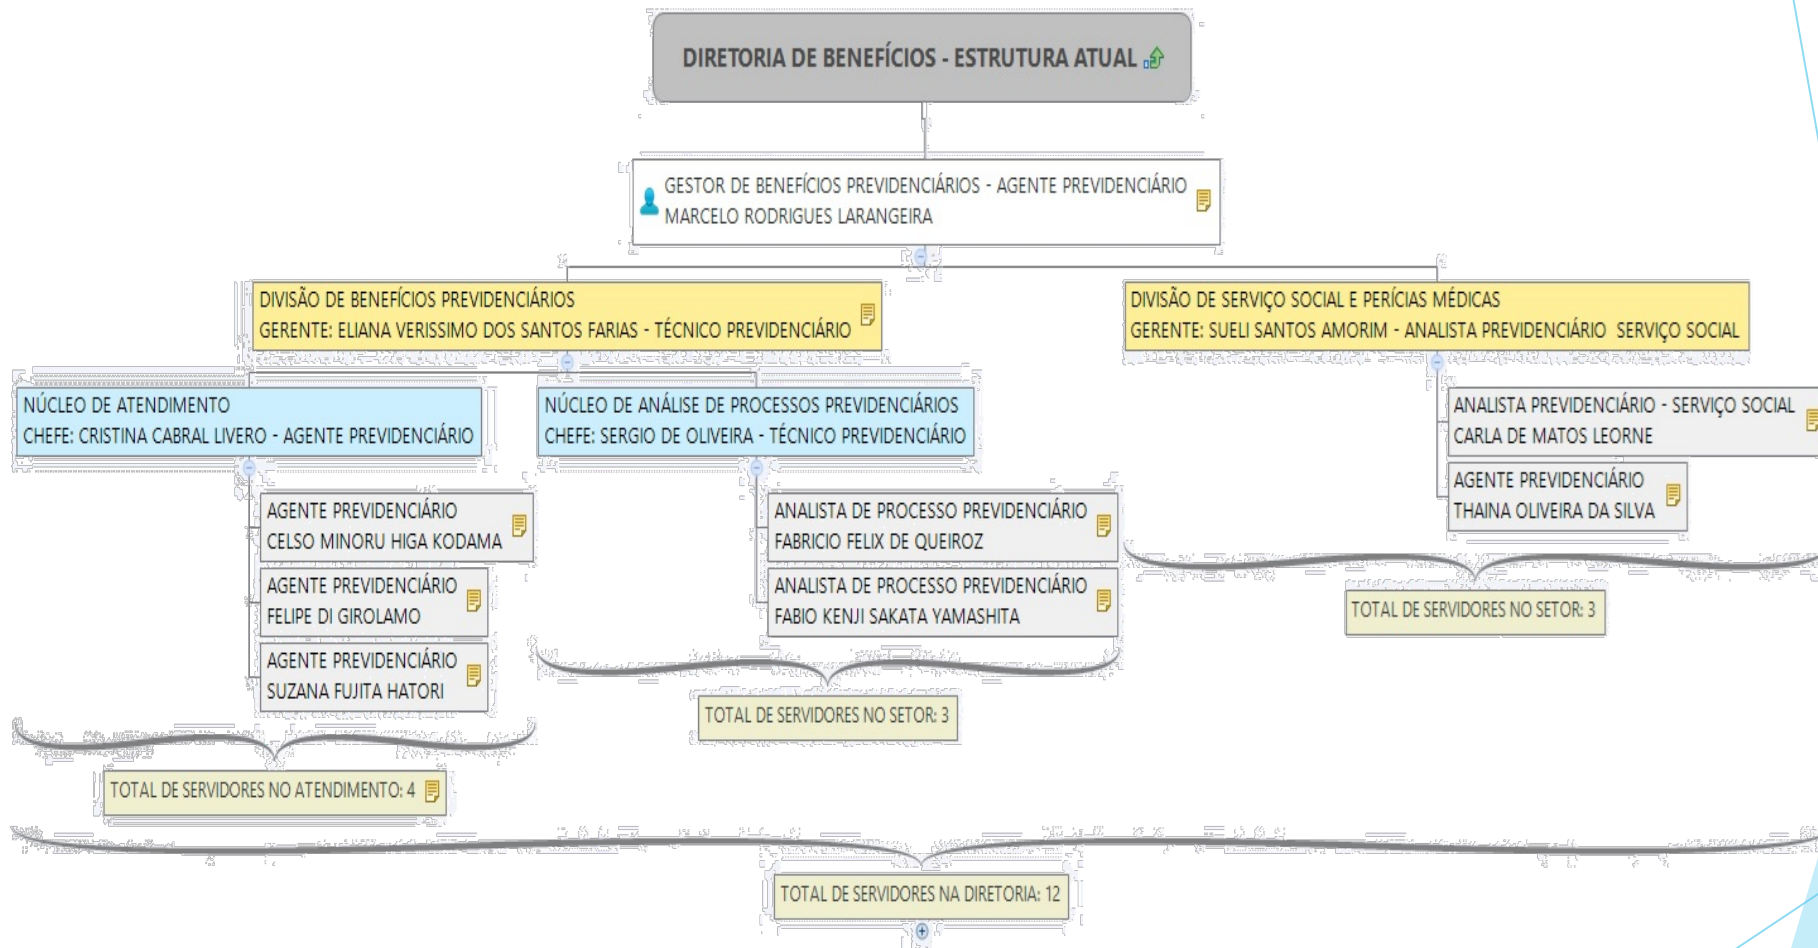 DIRETORIA DE BENEFÍCIOS - ESTRUTURA ATUAL
GESTOR DE BENEFÍCIOS PREVIDENCIÁRIOS - AGENTE PREVIDENCIÁRIO
MARCELO RODRIGUES LARANGEIRA
DIVISÃO DE BENEFÍCIOS PREVIDENCIÁRIOS
GERENTE: ELIANA VERISSIMO DOS SANTOS FARIAS - TÉCNICO PREVIDENCIÁRIO
DIVISÃO DE SERVIÇO SOCIAL E PERÍCIAS MÉDICAS
GERENTE: SUELI SANTOS AMORIM - ANALISTA PREVIDENCIÁRIO  SERVIÇO SOCIAL
NÚCLEO DE ATENDIMENTO
CHEFE: CRISTINA CABRAL LIVERO - AGENTE PREVIDENCIÁRIO
NÚCLEO DE ANÁLISE DE PROCESSOS PREVIDENCIÁRIOS
CHEFE: SERGIO DE OLIVEIRA - TÉCNICO PREVIDENCIÁRIO
ANALISTA PREVIDENCIÁRIO - SERVIÇO SOCIAL
CARLA DE MATOS LEORNE
AGENTE PREVIDENCIÁRIO
THAINA OLIVEIRA DA SILVA
AGENTE PREVIDENCIÁRIO
CELSO MINORU HIGA KODAMA
AGENTE PREVIDENCIÁRIO
FELIPE DI GIROLAMO
AGENTE PREVIDENCIÁRIO
SUZANA FUJITA HATORI
ANALISTA DE PROCESSO PREVIDENCIÁRIO
FABRICIO FELIX DE QUEIROZ
ANALISTA DE PROCESSO PREVIDENCIÁRIO
FABIO KENJI SAKATA YAMASHITA
TOTAL DE SERVIDORES NO SETOR: 3
TOTAL DE SERVIDORES NO SETOR: 3
TOTAL DE SERVIDORES NO ATENDIMENTO: 4
TOTAL DE SERVIDORES NA DIRETORIA: 12